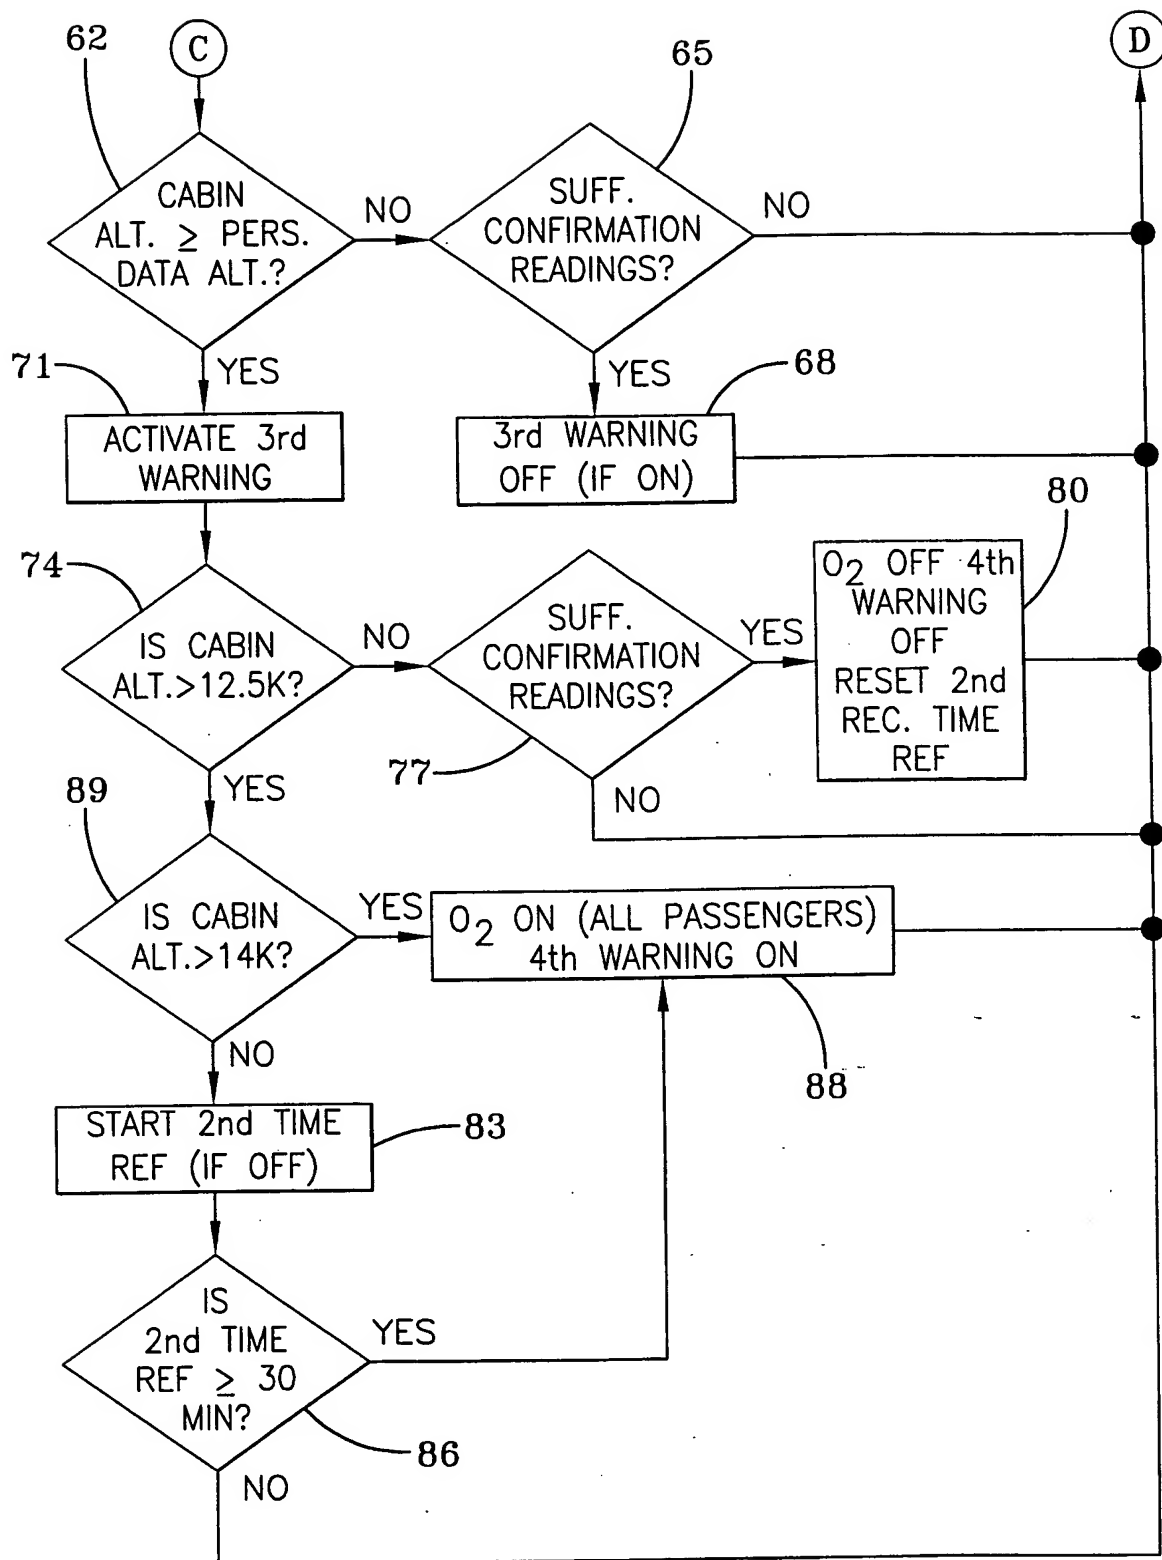 62
C
D
65
CABIN
ALT. ≥ PERS.
DATA ALT.?
NO
SUFF.
CONFIRMATION
READINGS?
NO
71
YES
YES
68
ACTIVATE 3rd
WARNING
3rd WARNING
OFF (IF ON)
74
80
IS CABIN
ALT.>12.5K?
NO
SUFF.
CONFIRMATION
READINGS?
YES
O2 OFF 4th
WARNING
OFF
RESET 2nd
REC. TIME
REF
77
89
YES
NO
IS CABIN
ALT.>14K?
YES
O2 ON (ALL PASSENGERS)
4th WARNING ON
NO
88
START 2nd TIME
REF (IF OFF)
83
IS
2nd TIME
REF ≥ 30
MIN?
YES
86
NO